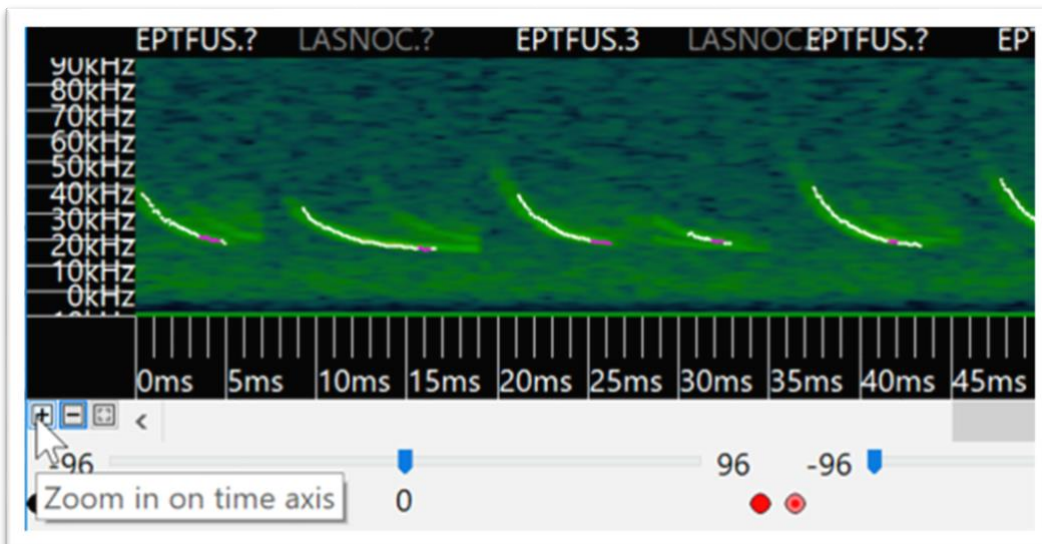 EPTFUS.? LASNOC.? EPTFUS.3 LASNOC. EPTFUS.? EP
90kHz
80kHz
70kHz
60kHz
50kHz
40kHz
30kHz
20kHz
10kHz
0kHz
0ms 5ms 10ms 15ms 20ms 25ms 30ms 35ms 40ms 45ms
-96 96 -96
Zoom in on time axis 0